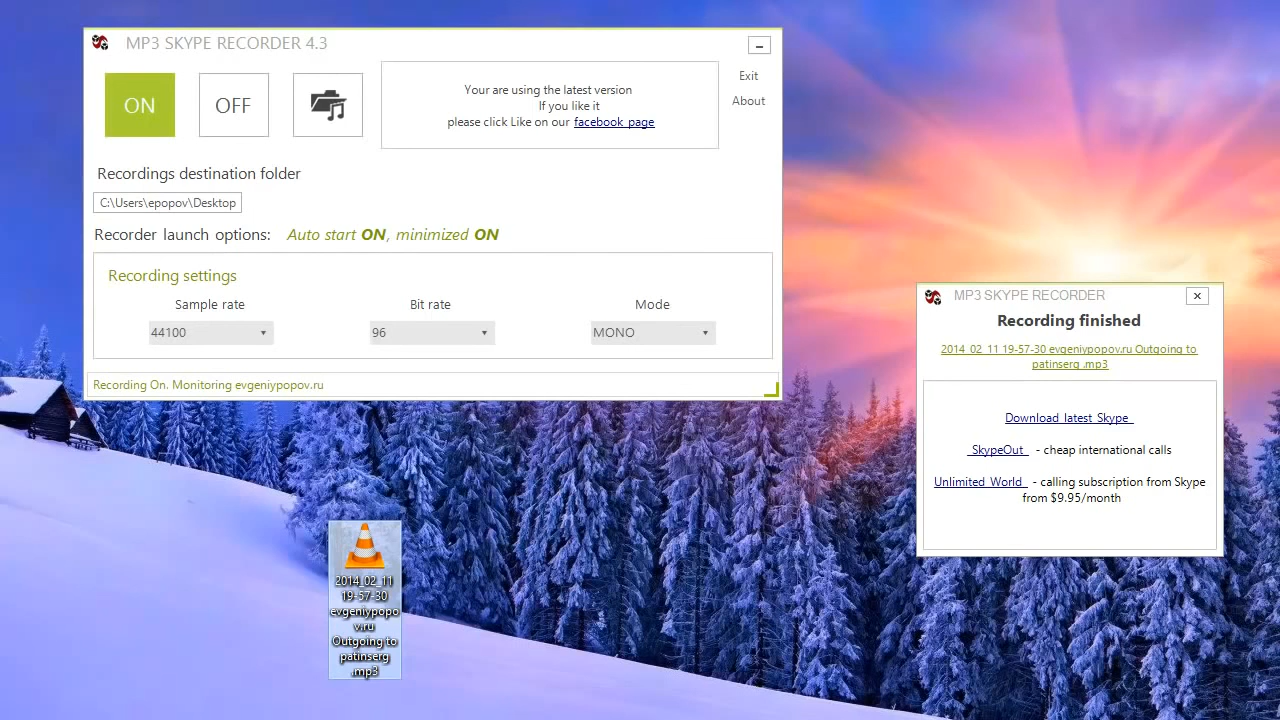 MP3 SKYPE RECORDER 4.3
ON
OFF
Your are using the latest version
If you like it
please click Like on our facebook page
Exit
About
Recordings destination folder
C:\Users\epopov\Desktop
Recorder launch options: Auto start ON, minimized ON
Recording settings
Sample rate
Bit rate
Mode
44100
96
MONO
Recording On. Monitoring evgeniypopov.ru
MP3 SKYPE RECORDER
Recording finished
2014_02_11 19-57-30 evgeniypopov.ru Outgoing to
patinserg .mp3
Download latest Skype
SkypeOut - cheap international calls
Unlimited World - calling subscription from Skype
from $9.95/month
2014_02_11
19-57-30
evgeniypopo
v.ru
Outgoing to
patinserg
.mp3